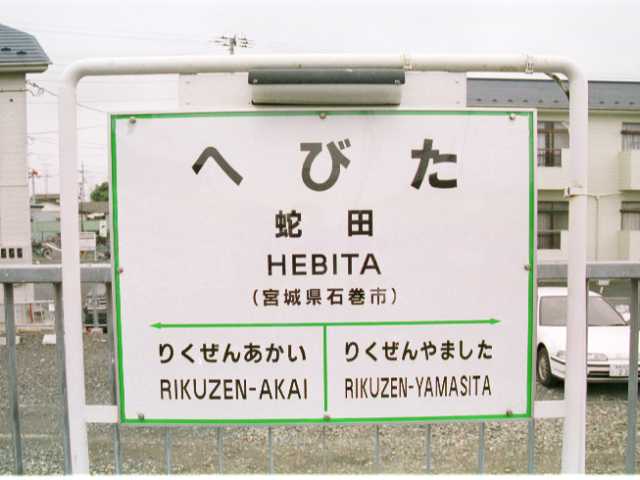 へびた
蛇田
HEBITA
(宮城県石巻市)
りくぜんあかい りくぜんやました
RIKUZEN-AKAI RIKUZEN-YAMASITA